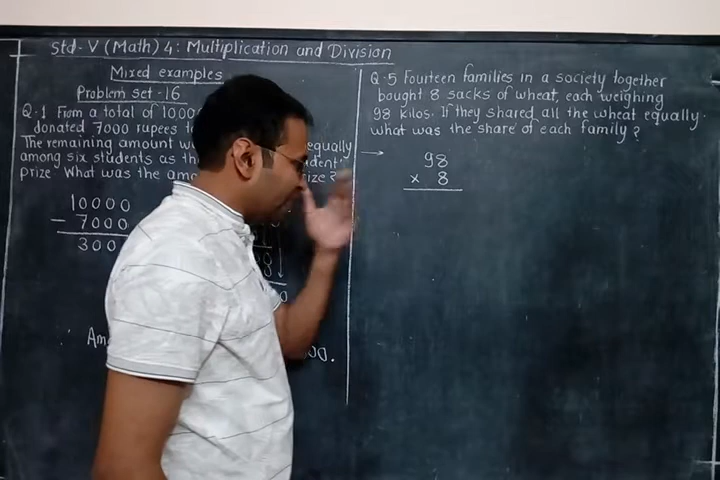 Std-V (Math) 4: Multiplication and Division
Mixed examples
Problem set-16
Q.1 From a total of 1000
donated 7000 rupees t
The remaining amount w equally
among six students as th
prize. What was the am ize?
10000
- 7000
300
Am 00.
Q.5 Fourteen families in a society together
bought 8 sacks of wheat, each weighing
98 kilos. If they shared all the wheat equally.
what was the share of each family?
→ 98
× 8